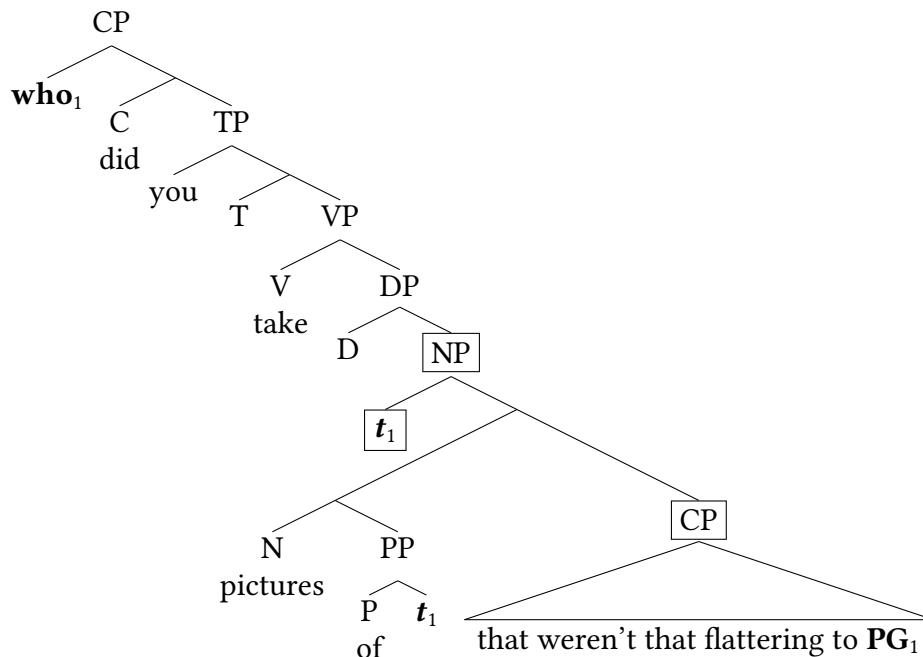 CP
who₁
C TP
did
you
T VP
V DP
take
D NP
t₁
CP
N PP
pictures
P t₁
of that weren't that flattering to PG₁